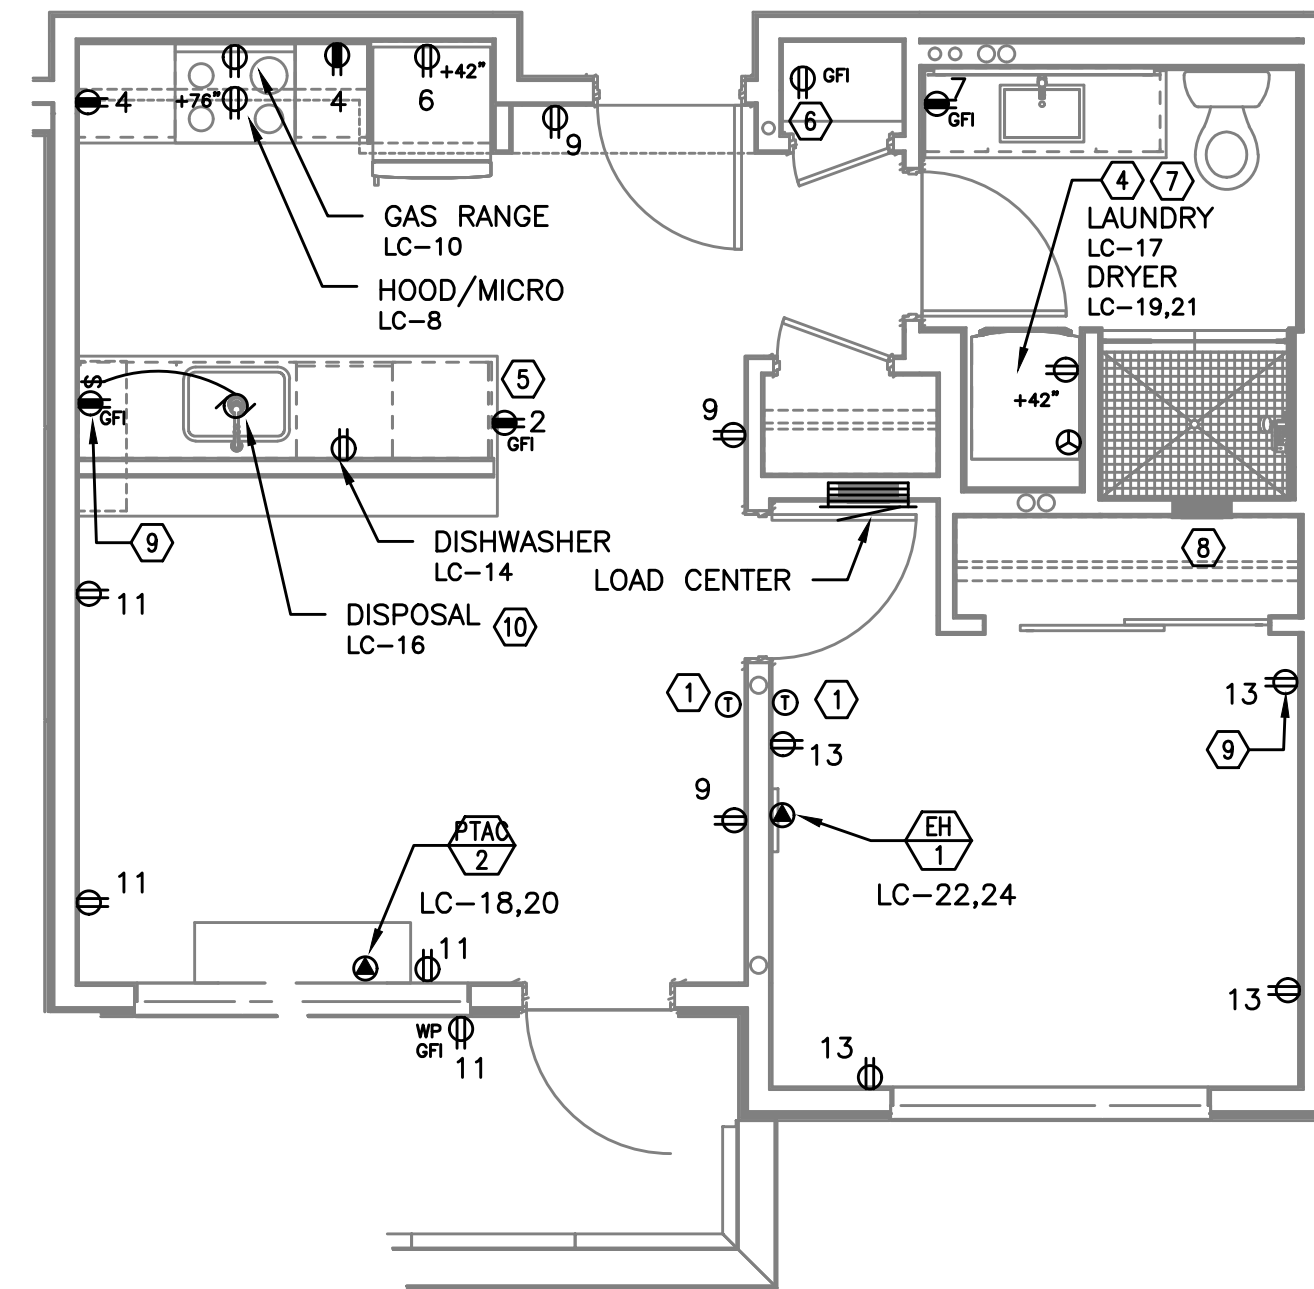 4
+76"
4
+42"
6
9
GFI
6
7
GFI
GAS RANGE
LC-10
HOOD/MICRO
LC-8
4
7
LAUNDRY
LC-17
DRYER
LC-19,21
+42"
S
GFI
5
2
GFI
9
9
DISHWASHER
LC-14
LOAD CENTER
8
11
DISPOSAL
LC-16
10
1
T
T
1
13
9
13
9
PTAC
2
LC-18,20
EH
1
LC-22,24
11
11
13
13
WP
GFI
11